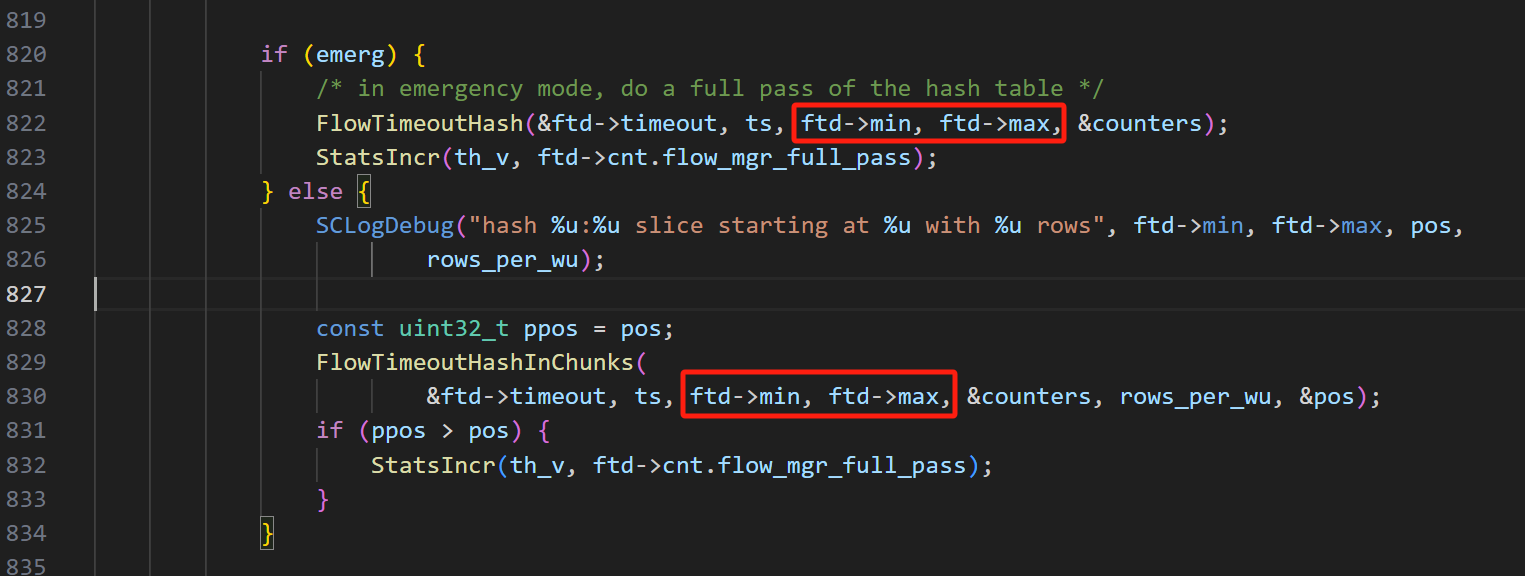 819
820 if (emerg) {
821 /* in emergency mode, do a full pass of the hash table */
822 FlowTimeoutHash(&ftd->timeout, ts, ftd->min, ftd->max, &counters);
823 StatsIncr(th_v, ftd->cnt.flow_mgr_full_pass);
824 } else {
825 SCLogDebug("hash %u:%u slice starting at %u with %u rows", ftd->min, ftd->max, pos,
826 rows_per_wu);
827
828 const uint32_t ppos = pos;
829 FlowTimeoutHashInChunks(
830 &ftd->timeout, ts, ftd->min, ftd->max, &counters, rows_per_wu, &pos);
831 if (ppos > pos) {
832 StatsIncr(th_v, ftd->cnt.flow_mgr_full_pass);
833 }
834 }
835